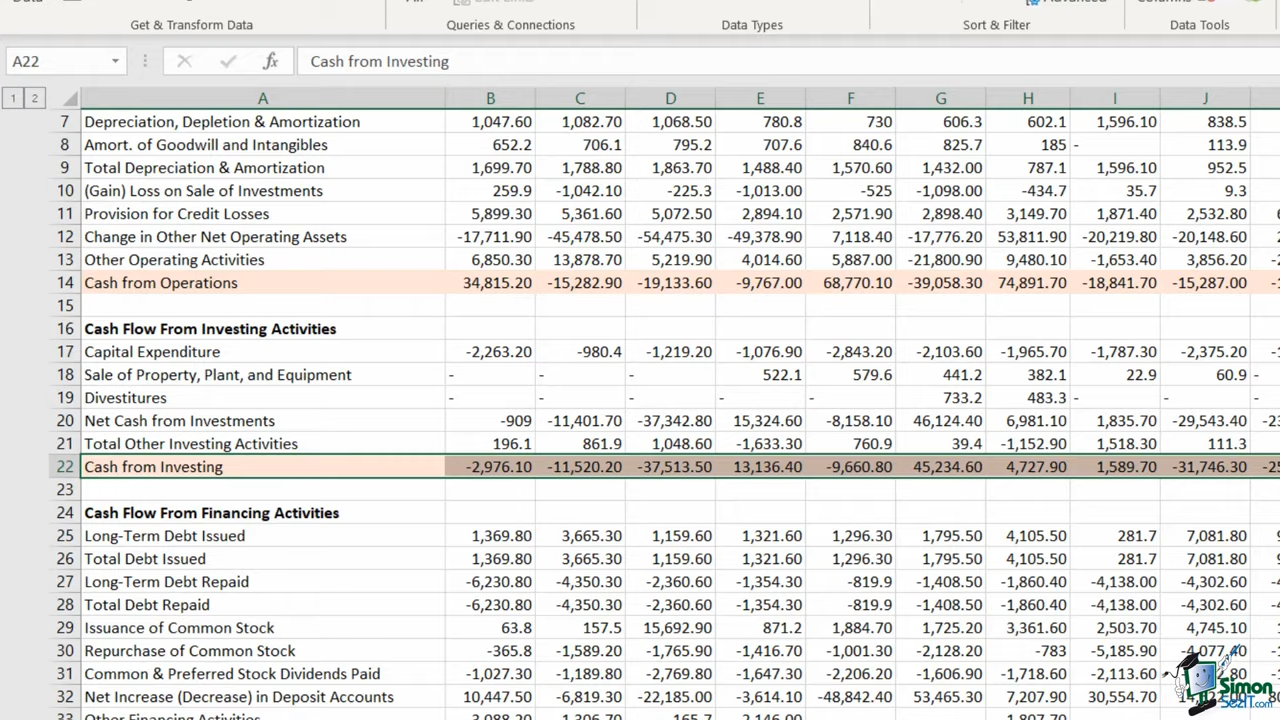 Get & Transform Data Queries & Connections Data Types Sort & Filter Data Tools
A22 fx Cash from Investing
1 2 A B C D E F G H I J
7 Depreciation, Depletion & Amortization 1,047.60 1,082.70 1,068.50 780.8 730 606.3 602.1 1,596.10 838.5
8 Amort. of Goodwill and Intangibles 652.2 706.1 795.2 707.6 840.6 825.7 185 - 113.9
9 Total Depreciation & Amortization 1,699.70 1,788.80 1,863.70 1,488.40 1,570.60 1,432.00 787.1 1,596.10 952.5
10 (Gain) Loss on Sale of Investments 259.9 -1,042.10 -225.3 -1,013.00 -525 -1,098.00 -434.7 35.7 9.3
11 Provision for Credit Losses 5,899.30 5,361.60 5,072.50 2,894.10 2,571.90 2,898.40 3,149.70 1,871.40 2,532.80
12 Change in Other Net Operating Assets -17,711.90 -45,478.50 -54,475.30 -49,378.90 7,118.40 -17,776.20 53,811.90 -20,219.80 -20,148.60
13 Other Operating Activities 6,850.30 13,878.70 5,219.90 4,014.60 5,887.00 -21,800.90 9,480.10 -1,653.40 3,856.20
14 Cash from Operations 34,815.20 -15,282.90 -19,133.60 -9,767.00 68,770.10 -39,058.30 74,891.70 -18,841.70 -15,287.00
15
16 Cash Flow From Investing Activities
17 Capital Expenditure -2,263.20 -980.4 -1,219.20 -1,076.90 -2,843.20 -2,103.60 -1,965.70 -1,787.30 -2,375.20
18 Sale of Property, Plant, and Equipment - - - 522.1 579.6 441.2 382.1 22.9 60.9 -
19 Divestitures - - - - - 733.2 483.3 - - -
20 Net Cash from Investments -909 -11,401.70 -37,342.80 15,324.60 -8,158.10 46,124.40 6,981.10 1,835.70 -29,543.40
21 Total Other Investing Activities 196.1 861.9 1,048.60 -1,633.30 760.9 39.4 -1,152.90 1,518.30 111.3
22 Cash from Investing -2,976.10 -11,520.20 -37,513.50 13,136.40 -9,660.80 45,234.60 4,727.90 1,589.70 -31,746.30
23
24 Cash Flow From Financing Activities
25 Long-Term Debt Issued 1,369.80 3,665.30 1,159.60 1,321.60 1,296.30 1,795.50 4,105.50 281.7 7,081.80
26 Total Debt Issued 1,369.80 3,665.30 1,159.60 1,321.60 1,296.30 1,795.50 4,105.50 281.7 7,081.80
27 Long-Term Debt Repaid -6,230.80 -4,350.30 -2,360.60 -1,354.30 -819.9 -1,408.50 -1,860.40 -4,138.00 -4,302.60
28 Total Debt Repaid -6,230.80 -4,350.30 -2,360.60 -1,354.30 -819.9 -1,408.50 -1,860.40 -4,138.00 -4,302.60
29 Issuance of Common Stock 63.8 157.5 15,692.90 871.2 1,884.70 1,725.20 3,361.60 2,503.70 4,745.10
30 Repurchase of Common Stock -365.8 -1,589.20 -1,765.90 -1,416.70 -1,001.30 -2,128.20 -783 -5,185.90 -4,077.40
31 Common & Preferred Stock Dividends Paid -1,027.30 -1,189.80 -2,769.80 -1,647.30 -2,206.20 -1,606.90 -1,718.60 -2,113.60
32 Net Increase (Decrease) in Deposit Accounts 10,447.50 -6,619.30 -22,185.00 -3,614.10 -48,842.40 53,465.30 7,207.90 30,554.70
Simon SezIT.com